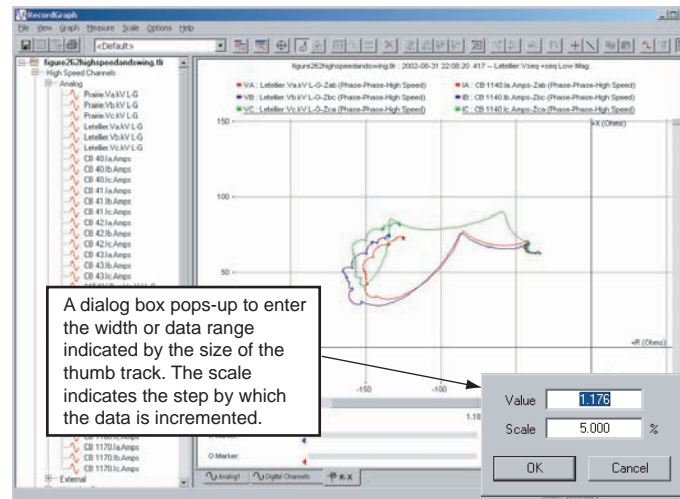 RecordGraph
File View Graph Measure Scale Options Help
<Default>
figure262highspeedandswing.tlr
High Speed Channels
Analog
Prairie.Va.kV L-G
Prairie.Vb.kV L-G
Prairie.Vc.kV L-G
Letellier.Va.kV L-G
Letellier.Vb.kV L-G
Letellier.Vc.kV L-G
CB 40.Ia.Amps
CB 40.Ib.Amps
CB 40.Ic.Amps
CB 41.Ia.Amps
CB 41.Ib.Amps
CB 41.Ic.Amps
CB 42.Ia.Amps
CB 42.Ib.Amps
CB 42.Ic.Amps
CB 43.Ia.Amps
CB 43.Ib.Amps
CB 43.Ic.Amps
CB 1170.Ia.Amps
CB 1170.Ib.Amps
CB 1170.Ic.Amps
External
figure262highspeedandswing.tlr : 2002-08-31 22:08:20 .417 -- Letellier:Vseq +seq Low Mag
VA : Letellier.Va.kV L-G-Zab (Phase-Phase-High Speed)
IA : CB 1140.Ia.Amps-Zab (Phase-Phase-High Speed)
VB : Letellier.Vb.kV L-G-Zbc (Phase-Phase-High Speed)
IB : CB 1140.Ib.Amps-Zbc (Phase-Phase-High Speed)
VC : Letellier.Vc.kV L-G-Zca (Phase-Phase-High Speed)
IC : CB 1140.Ic.Amps-Zca (Phase-Phase-High Speed)
+X (Ohms)
150
100
50
+R (Ohms)
-150
-100
O Marker:
Analog1
Digital Channels
R-X
A dialog box pops-up to enter
the width or data range
indicated by the size of the
thumb track. The scale
indicates the step by which
the data is incremented.
Value 1.176
Scale 5.000 %
OK Cancel